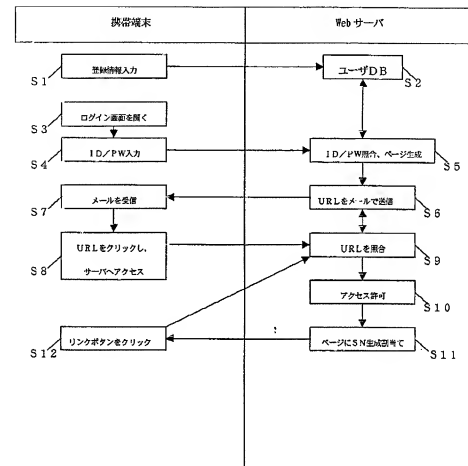 携帯端末
Webサーバ
登録情報入力
S1
ユーザDB
S2
S3
ログイン画面を開く
S4
ID/PW入力
ID/PW照合、ページ生成
S5
メールを受信
S7
URLをメールで送信
S6
URLをクリックし、
サーバへアクセス
S8
URLを照合
S9
アクセス許可
S10
リンクボタンをクリック
S12
ページにSN生成割当て
S11